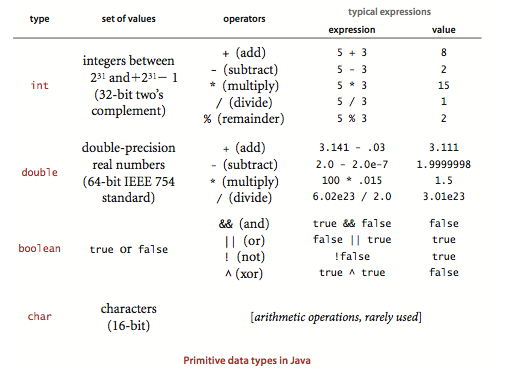 typical expressions
type set of values operators expression value
int
integers between
2^31 and+2^31− 1
(32-bit two's
complement)
+ (add) 5 + 3 8
- (subtract) 5 - 3 2
* (multiply) 5 * 3 15
/ (divide) 5 / 3 1
% (remainder) 5 % 3 2
double
double-precision
real numbers
(64-bit IEEE 754
standard)
+ (add) 3.141 - .03 3.111
- (subtract) 2.0 - 2.0e-7 1.9999998
* (multiply) 100 * .015 1.5
/ (divide) 6.02e23 / 2.0 3.01e23
boolean
true or false
&& (and) true && false false
|| (or) false || true true
! (not) !false true
^ (xor) true ^ true false
char
characters
(16-bit)
[arithmetic operations, rarely used]
Primitive data types in Java